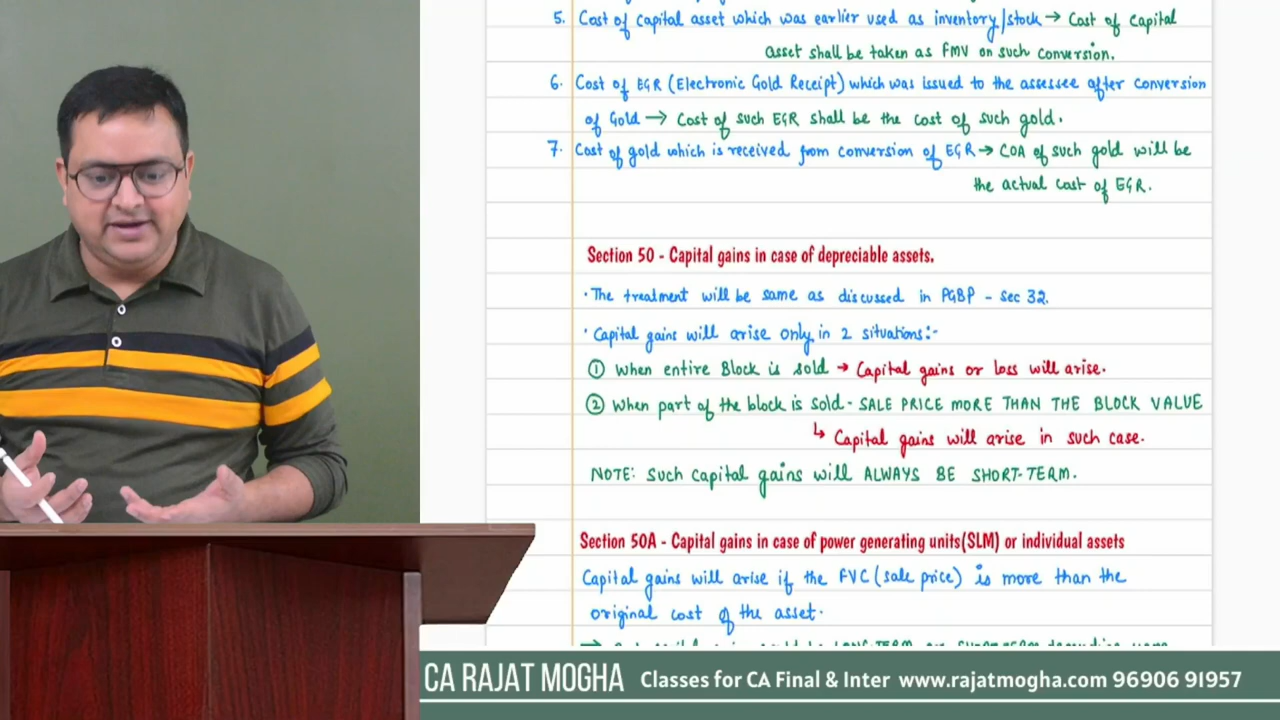 5. Cost of capital asset which was earlier used as inventory/stock → Cost of Capital
asset shall be taken as FMV on such conversion.
6. Cost of EGR (Electronic Gold Receipt) which was issued to the assessee after conversion
of Gold → Cost of such EGR shall be the cost of such gold.
7. Cost of gold which is received from conversion of EGR → COA of such gold will be
the actual cost of EGR.
Section 50 - Capital gains in case of depreciable assets.
· The treatment will be same as discussed in PGBP - Sec 32.
· Capital gains will arise only in 2 situations:-
① When entire Block is sold → Capital gains or loss will arise.
② When part of the block is sold - SALE PRICE MORE THAN THE BLOCK VALUE
↳ Capital gains will arise in such case.
NOTE: Such capital gains will ALWAYS BE SHORT-TERM.
Section 50A - Capital gains in case of power generating units(SLM) or individual assets
Capital gains will arise if the FVC (sale price) is more than the
original cost of the asset.
CA RAJAT MOGHA Classes for CA Final & Inter www.rajatmogha.com 96906 91957